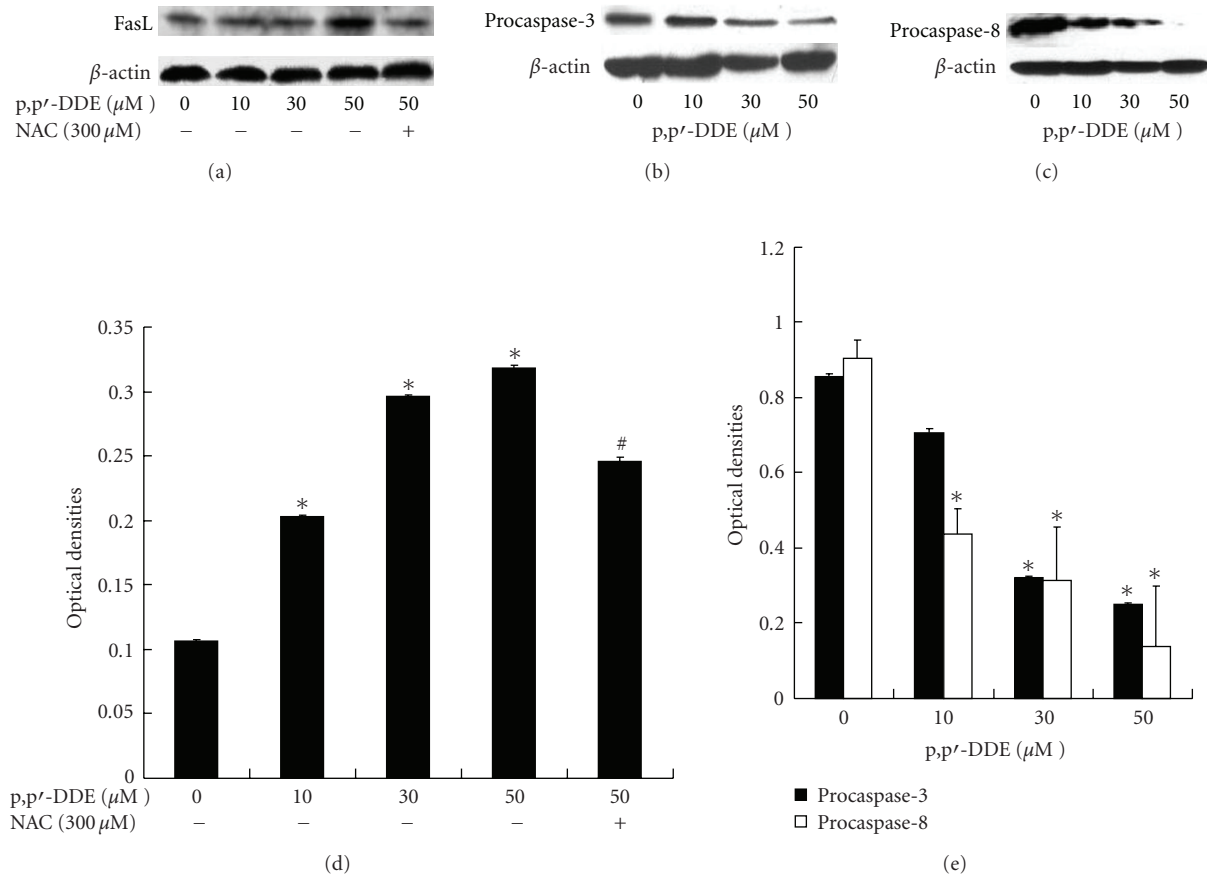 FasL
β-actin
p,p′-DDE (μM ) 0 10 30 50 50
NAC (300 μM) − − − − +
(a)
Procaspase-3
β-actin
0 10 30 50
p,p′-DDE (μM )
(b)
Procaspase-8
β-actin
0 10 30 50
p,p′-DDE (μM )
(c)
Optical densities
0.35
0.3
0.25
0.2
0.15
0.1
0.05
0
* * * #
p,p′-DDE (μM ) 0 10 30 50 50
NAC (300 μM) − − − − +
(d)
Optical densities
1.2
1
0.8
0.6
0.4
0.2
0
* * * * *
0 10 30 50
p,p′-DDE (μM )
Procaspase-3
Procaspase-8
(e)